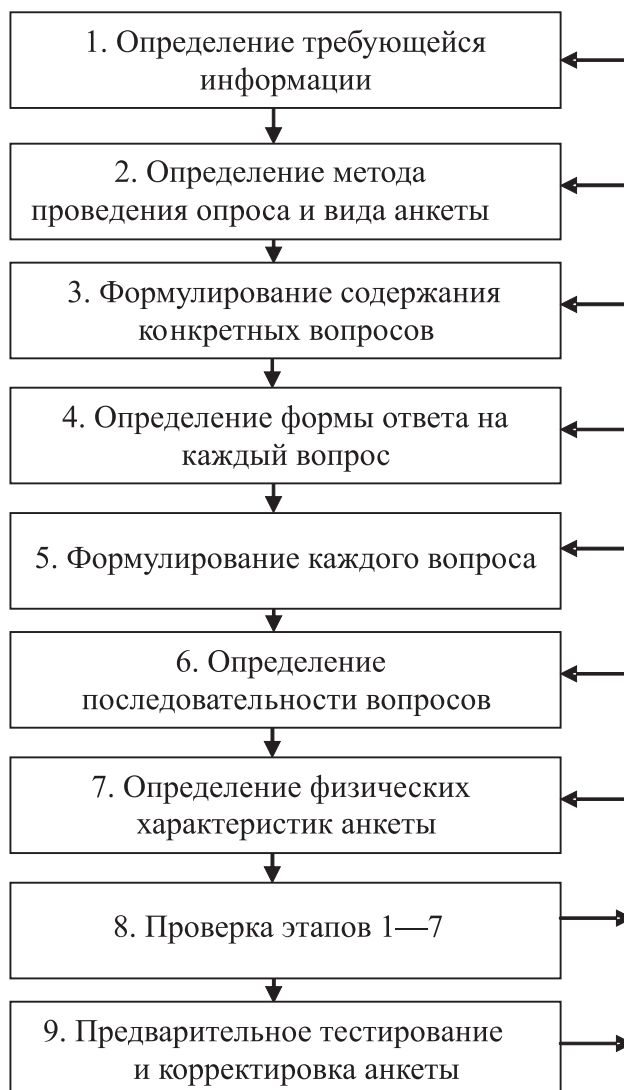 1. Определение требующейся
информации
2. Определение метода
проведения опроса и вида анкеты
3. Формулирование содержания
конкретных вопросов
4. Определение формы ответа на
каждый вопрос
5. Формулирование каждого вопроса
6. Определение
последовательности вопросов
7. Определение физических
характеристик анкеты
8. Проверка этапов 1—7
9. Предварительное тестирование
и корректировка анкеты